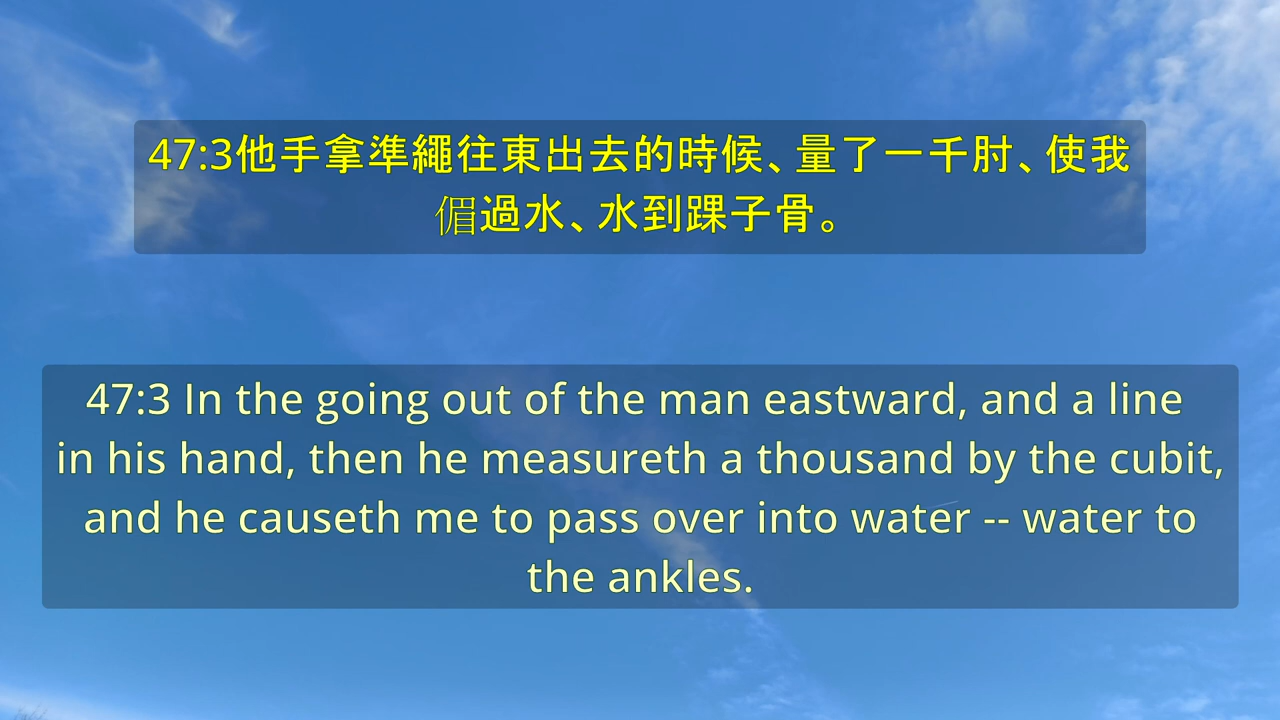 47:3他手拿準繩往東出去的時候、量了一千肘、使我
𠊎過水、水到踝子骨。
47:3 In the going out of the man eastward, and a line
in his hand, then he measureth a thousand by the cubit,
and he causeth me to pass over into water -- water to
the ankles.